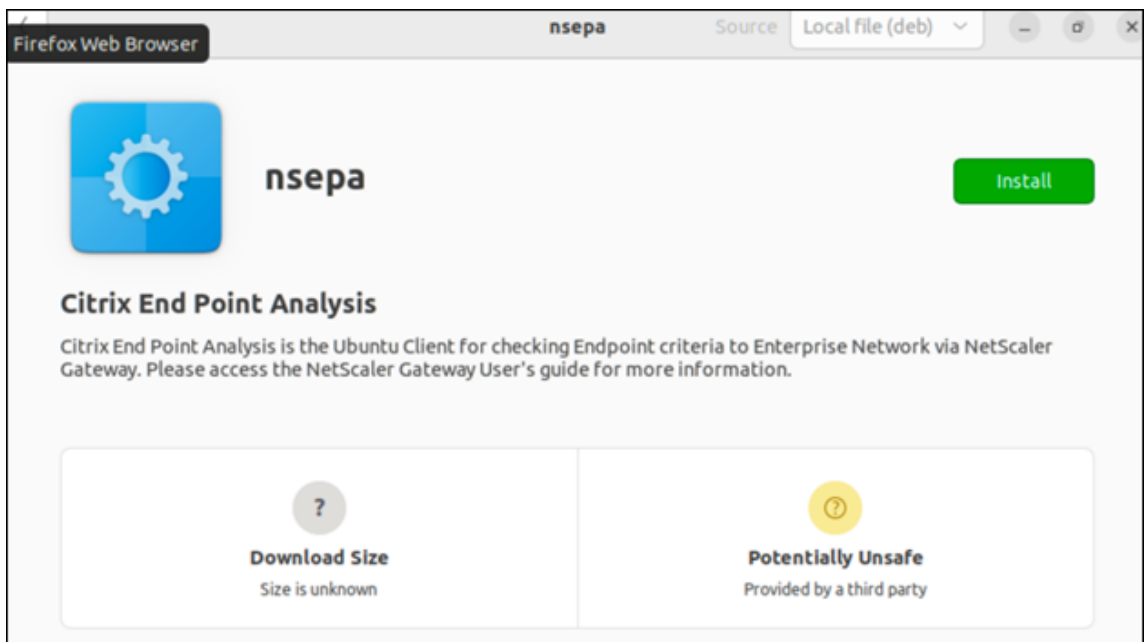 nsepa
Source
Local file (deb)
Firefox Web Browser
nsepa
Install
Citrix End Point Analysis
Citrix End Point Analysis is the Ubuntu Client for checking Endpoint criteria to Enterprise Network via NetScaler
Gateway. Please access the NetScaler Gateway User's guide for more information.
?
Download Size
Size is unknown
?
Potentially Unsafe
Provided by a third party